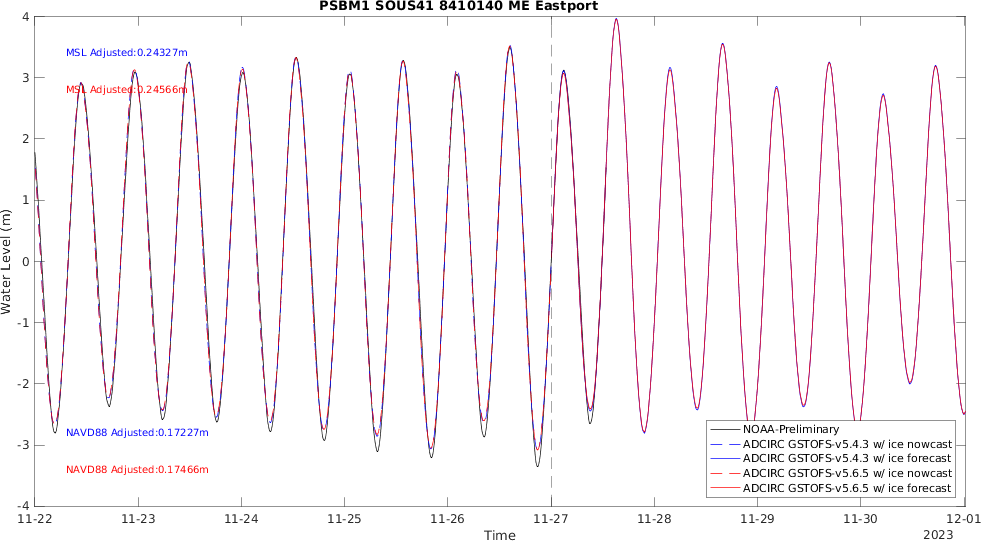 PSBM1 SOUS41 8410140 ME Eastport
4
3
2
1
0
-1
-2
-3
-4
Water Level (m)
MSL Adjusted:0.24327m
MSL Adjusted:0.24566m
NAVD88 Adjusted:0.17227m
NAVD88 Adjusted:0.17466m
NOAA-Preliminary
ADCIRC GSTOFS-v5.4.3 w/ ice nowcast
ADCIRC GSTOFS-v5.4.3 w/ ice forecast
ADCIRC GSTOFS-v5.6.5 w/ ice nowcast
ADCIRC GSTOFS-v5.6.5 w/ ice forecast
11-22 11-23 11-24 11-25 11-26 11-27 11-28 11-29 11-30 12-01
Time
2023